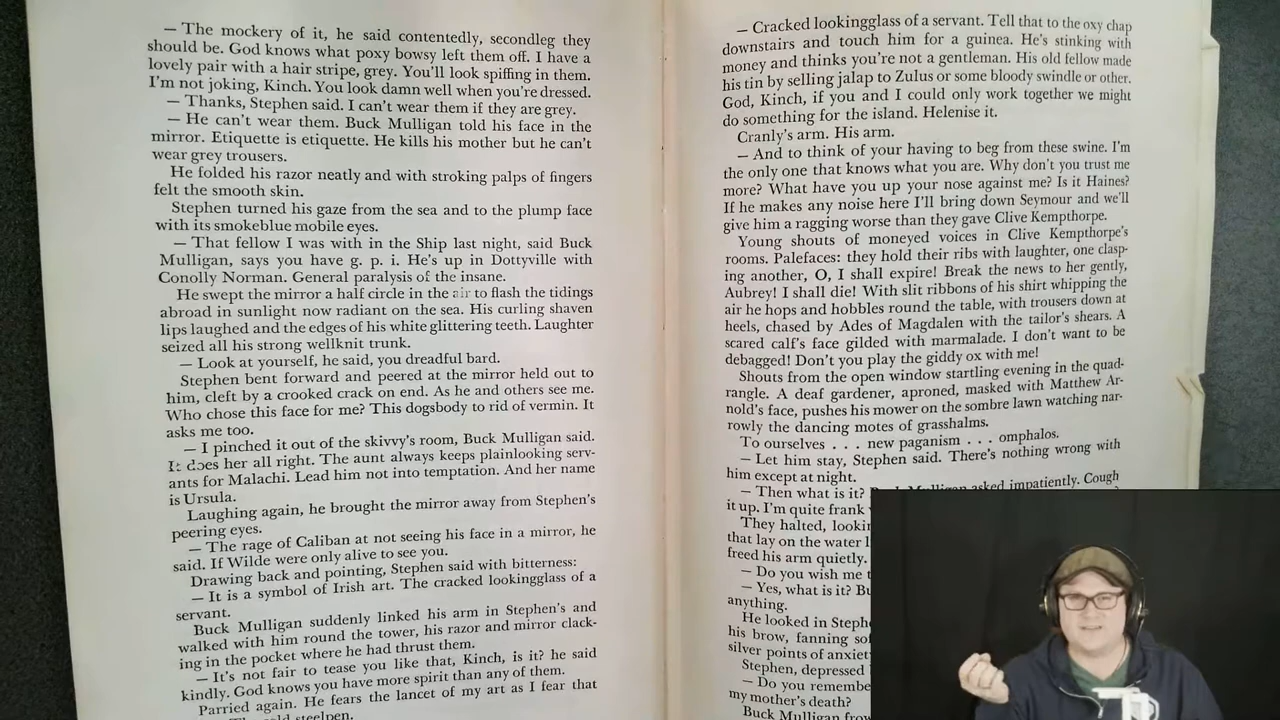 — The mockery of it, he said contentedly, secondleg they
should be. God knows what poxy bowsy left them off. I have a
lovely pair with a hair stripe, grey. You'll look spiffing in them.
I'm not joking, Kinch. You look damn well when you're dressed.
— Thanks, Stephen said. I can't wear them if they are grey.
— He can't wear them. Buck Mulligan told his face in the
mirror. Etiquette is etiquette. He kills his mother but he can't
wear grey trousers.
He folded his razor neatly and with stroking palps of fingers
felt the smooth skin.
Stephen turned his gaze from the sea and to the plump face
with its smokeblue mobile eyes.
— That fellow I was with in the Ship last night, said Buck
Mulligan, says you have g. p. i. He's up in Dottyville with
Conolly Norman. General paralysis of the insane.
He swept the mirror a half circle in the air to flash the tidings
abroad in sunlight now radiant on the sea. His curling shaven
lips laughed and the edges of his white glittering teeth. Laughter
seized all his strong wellknit trunk.
— Look at yourself, he said, you dreadful bard.
Stephen bent forward and peered at the mirror held out to
him, cleft by a crooked crack on end. As he and others see me.
Who chose this face for me? This dogsbody to rid of vermin. It
asks me too.
— I pinched it out of the skivvy's room, Buck Mulligan said.
It does her all right. The aunt always keeps plainlooking serv-
ants for Malachi. Lead him not into temptation. And her name
is Ursula.
Laughing again, he brought the mirror away from Stephen's
peering eyes.
— The rage of Caliban at not seeing his face in a mirror, he
said. If Wilde were only alive to see you.
Drawing back and pointing, Stephen said with bitterness:
— It is a symbol of Irish art. The cracked lookingglass of a
servant.
Buck Mulligan suddenly linked his arm in Stephen's and
walked with him round the tower, his razor and mirror clack-
ing in the pocket where he had thrust them.
— It's not fair to tease you like that, Kinch, is it? he said
kindly. God knows you have more spirit than any of them.
Parried again. He fears the lancet of my art as I fear that
steelpen.
— Cracked lookingglass of a servant. Tell that to the oxy chap
downstairs and touch him for a guinea. He's stinking with
money and thinks you're not a gentleman. His old fellow made
his tin by selling jalap to Zulus or some bloody swindle or other.
God, Kinch, if you and I could only work together we might
do something for the island. Helenise it.
Cranly's arm. His arm.
— And to think of your having to beg from these swine. I'm
the only one that knows what you are. Why don't you trust me
more? What have you up your nose against me? Is it Haines?
If he makes any noise here I'll bring down Seymour and we'll
give him a ragging worse than they gave Clive Kempthorpe.
Young shouts of moneyed voices in Clive Kempthorpe's
rooms. Palefaces: they hold their ribs with laughter, one clasp-
ing another, O, I shall expire! Break the news to her gently,
Aubrey! I shall die! With slit ribbons of his shirt whipping the
air he hops and hobbles round the table, with trousers down at
heels, chased by Ades of Magdalen with the tailor's shears. A
scared calf's face gilded with marmalade. I don't want to be
debagged! Don't you play the giddy ox with me!
Shouts from the open window startling evening in the quad-
rangle. A deaf gardener, aproned, masked with Matthew Ar-
nold's face, pushes his mower on the sombre lawn watching nar-
rowly the dancing motes of grasshalms.
To ourselves . . . new paganism . . . omphalos.
— Let him stay, Stephen said. There's nothing wrong with
him except at night.
— Then what is it? asked impatiently. Cough
it up. I'm quite frank
They halted,
that lay on the water
freed his arm quietly.
— Do you wish me
— Yes, what is it?
anything.
He looked in
his brow, fanning
silver points of
Stephen, depressed
— Do you remember
my mother's death?
Buck Mulligan